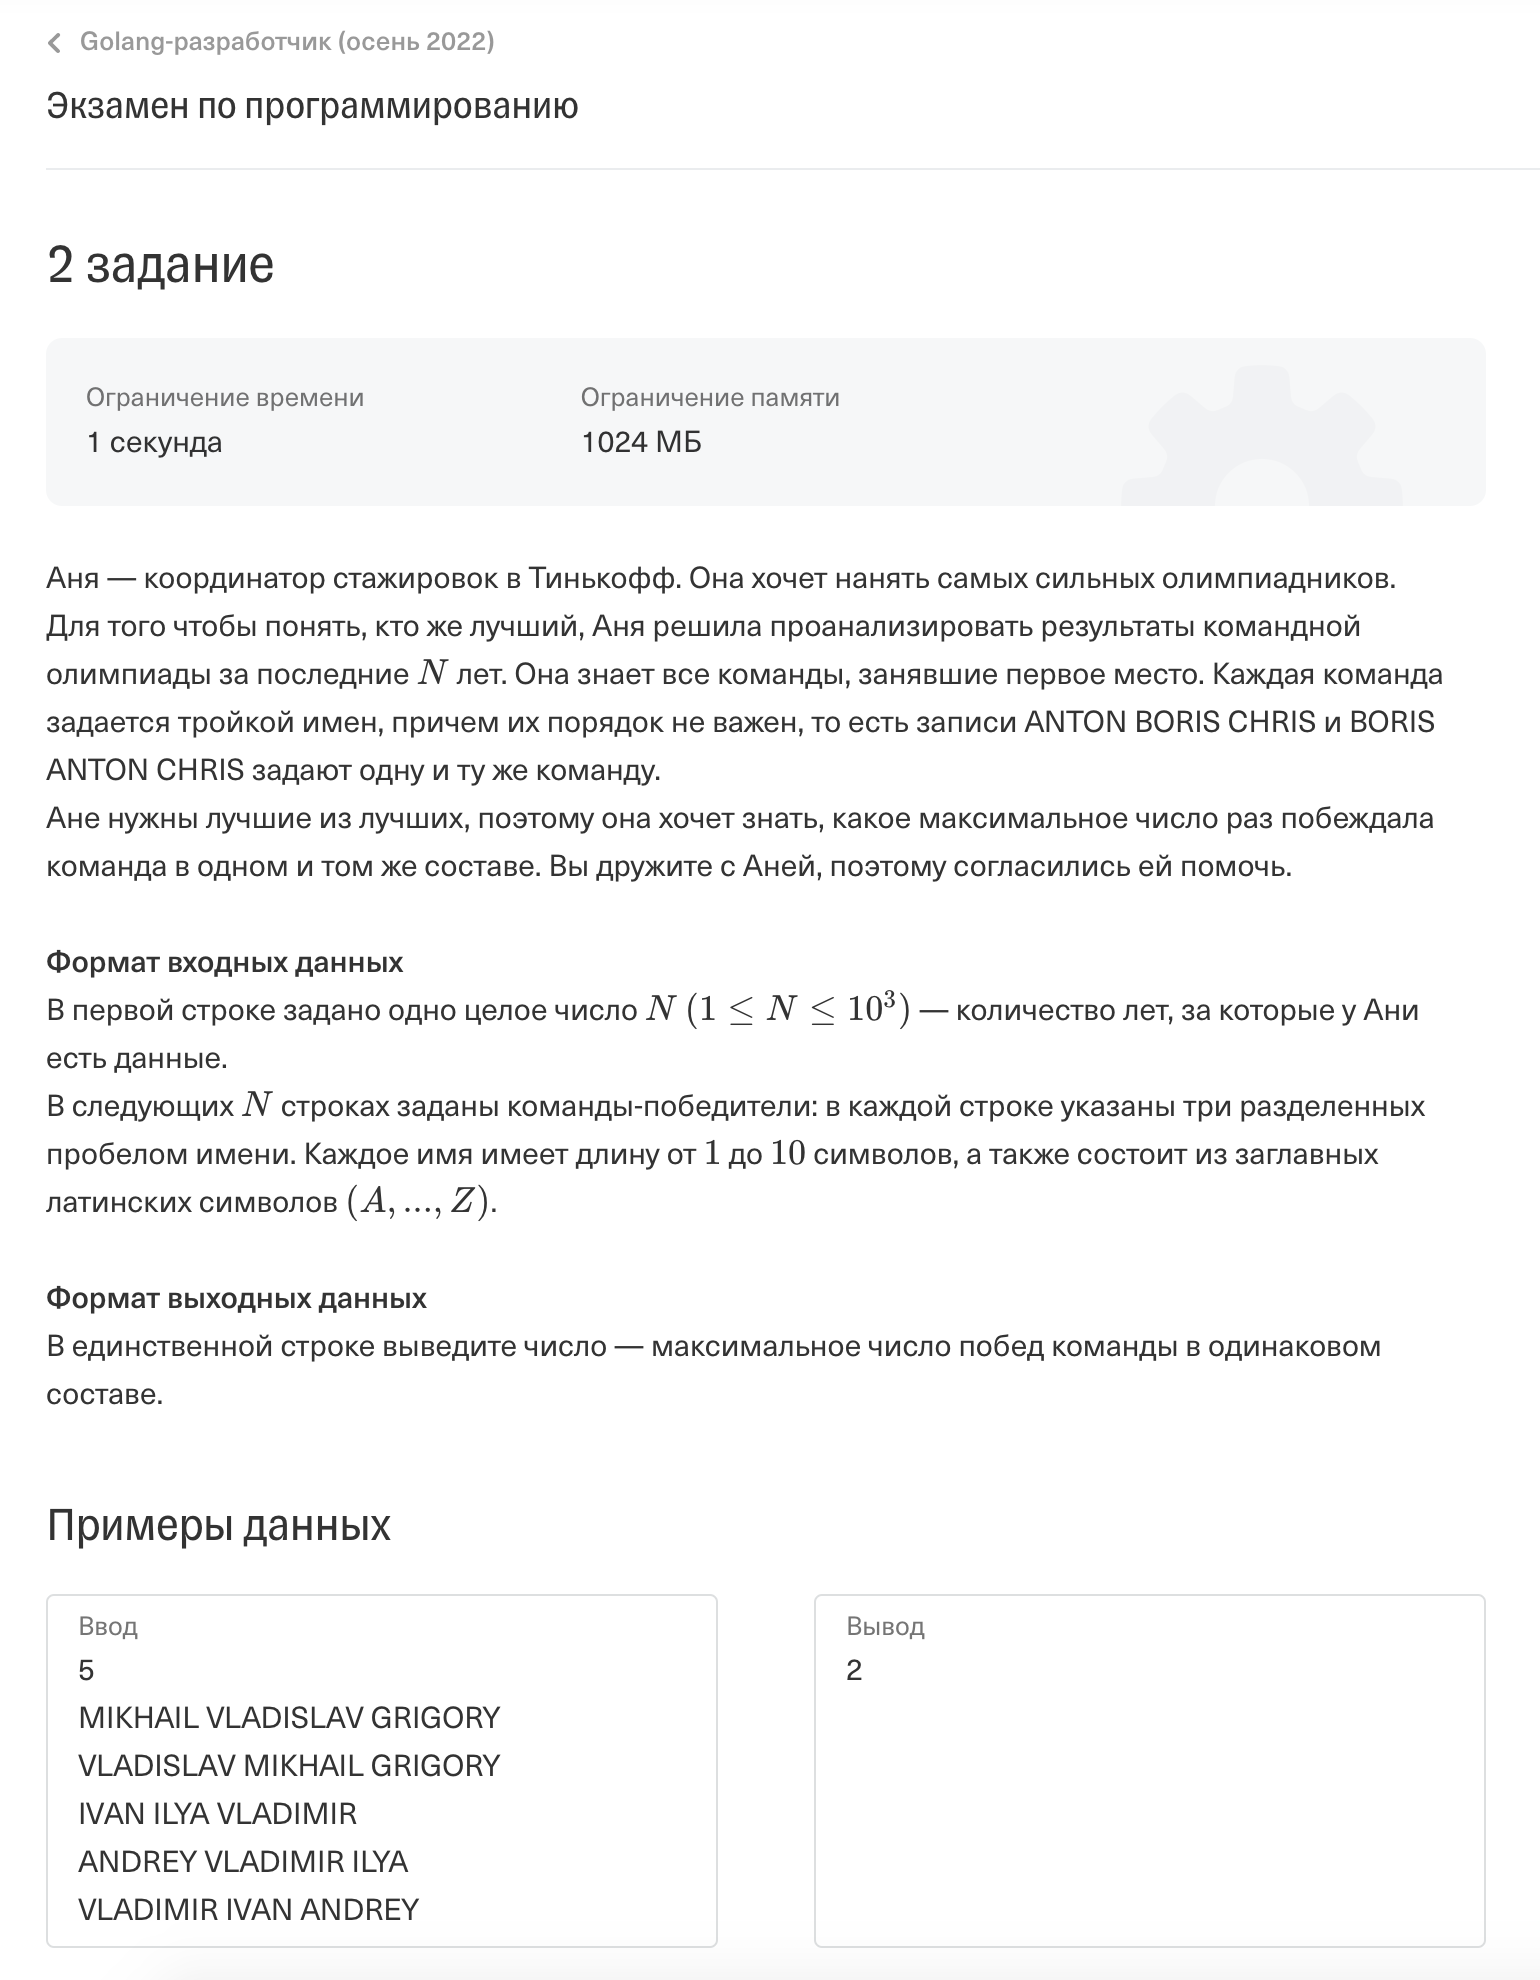 Golang-разработчик (осень 2022)
Экзамен по программированию
2 задание
Ограничение времени
1 секунда
Ограничение памяти
1024 МБ
Аня — координатор стажировок в Тинькофф. Она хочет нанять самых сильных олимпиадников.
Для того чтобы понять, кто же лучший, Аня решила проанализировать результаты командной
олимпиады за последние N лет. Она знает все команды, занявшие первое место. Каждая команда
задается тройкой имен, причем их порядок не важен, то есть записи ANTON BORIS CHRIS и BORIS
ANTON CHRIS задают одну и ту же команду.
Ане нужны лучшие из лучших, поэтому она хочет знать, какое максимальное число раз побеждала
команда в одном и том же составе. Вы дружите с Аней, поэтому согласились ей помочь.
Формат входных данных
В первой строке задано одно целое число N (1 ≤ N ≤ 10³) — количество лет, за которые у Ани
есть данные.
В следующих N строках заданы команды-победители: в каждой строке указаны три разделенных
пробелом имени. Каждое имя имеет длину от 1 до 10 символов, а также состоит из заглавных
латинских символов (A, ..., Z).
Формат выходных данных
В единственной строке выведите число — максимальное число побед команды в одинаковом
составе.
Примеры данных
Ввод
5
MIKHAIL VLADISLAV GRIGORY
VLADISLAV MIKHAIL GRIGORY
IVAN ILYA VLADIMIR
ANDREY VLADIMIR ILYA
VLADIMIR IVAN ANDREY
Вывод
2